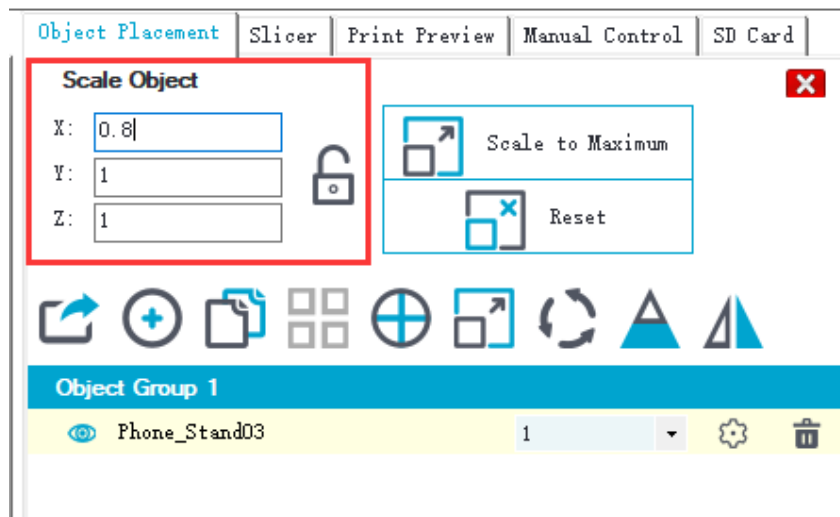 Object Placement Slicer Print Preview Manual Control SD Card
Scale Object
X: 0.8
Y: 1
Z: 1
Scale to Maximum
Reset
Object Group 1
Phone_Stand03 1